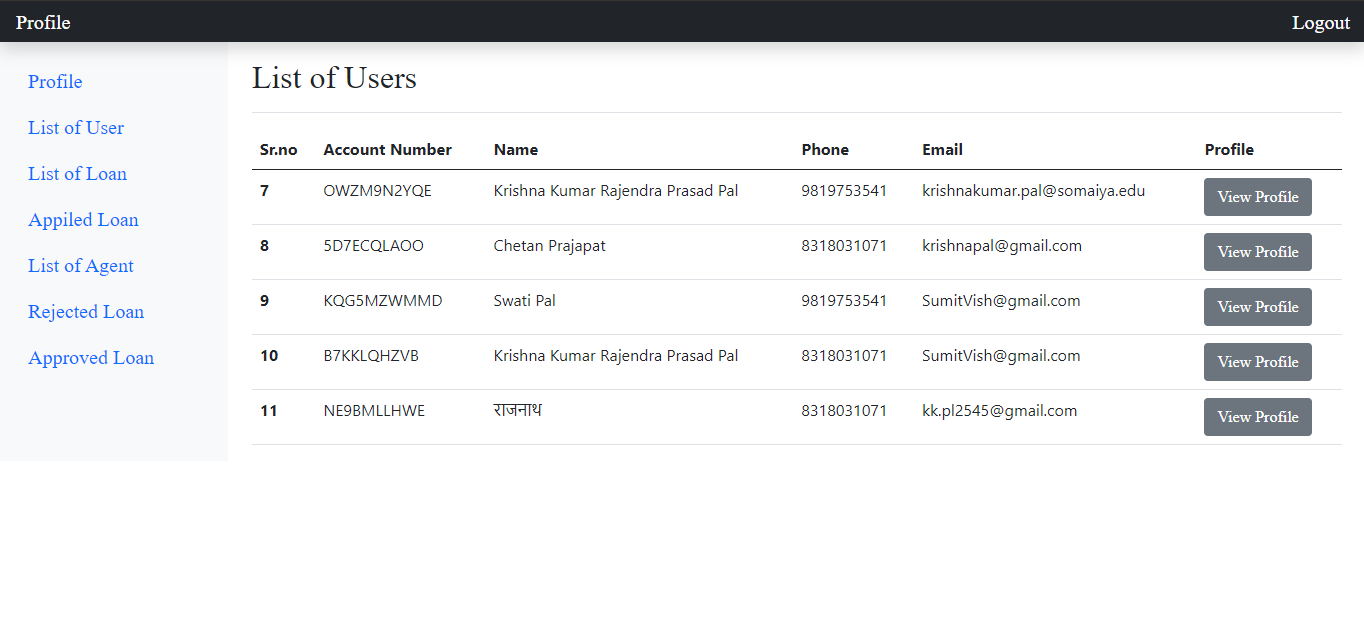 Profile Logout
Profile
List of User
List of Loan
Appiled Loan
List of Agent
Rejected Loan
Approved Loan
List of Users
Sr.no Account Number Name Phone Email Profile
7 OWZM9N2YQE Krishna Kumar Rajendra Prasad Pal 9819753541 krishnakumar.pal@somaiya.edu View Profile
8 5D7ECQLAOO Chetan Prajapat 8318031071 krishnapal@gmail.com View Profile
9 KQG5MZWMMD Swati Pal 9819753541 SumitVish@gmail.com View Profile
10 B7KKLQHZVB Krishna Kumar Rajendra Prasad Pal 8318031071 SumitVish@gmail.com View Profile
11 NE9BMLLHWE राजनाथ 8318031071 kk.pl2545@gmail.com View Profile